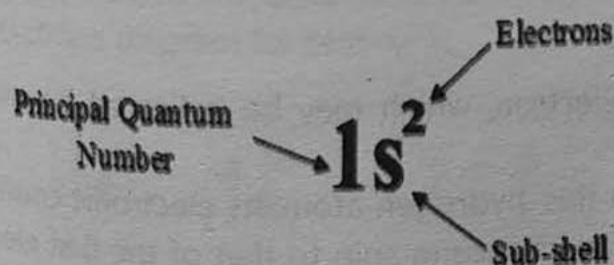 Electrons
Principal Quantum
Number
1s²
Sub-shell